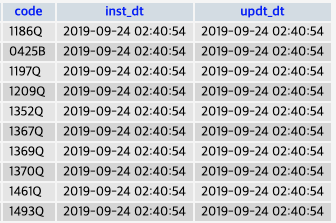 code inst_dt updt_dt
1186Q 2019-09-24 02:40:54 2019-09-24 02:40:54
0425B 2019-09-24 02:40:54 2019-09-24 02:40:54
1197Q 2019-09-24 02:40:54 2019-09-24 02:40:54
1209Q 2019-09-24 02:40:54 2019-09-24 02:40:54
1352Q 2019-09-24 02:40:54 2019-09-24 02:40:54
1367Q 2019-09-24 02:40:54 2019-09-24 02:40:54
1369Q 2019-09-24 02:40:54 2019-09-24 02:40:54
1370Q 2019-09-24 02:40:54 2019-09-24 02:40:54
1461Q 2019-09-24 02:40:54 2019-09-24 02:40:54
1493Q 2019-09-24 02:40:54 2019-09-24 02:40:54